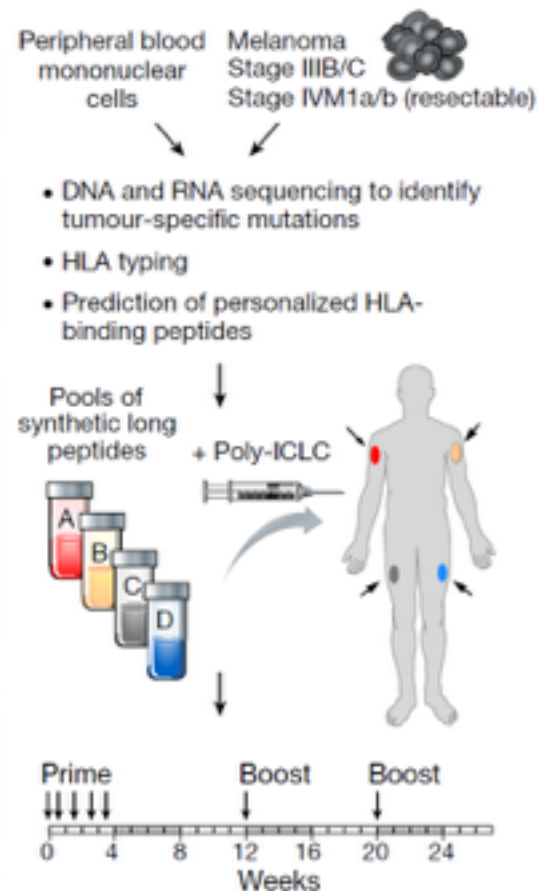 Peripheral blood
mononuclear
cells
Melanoma
Stage IIIB/C
Stage IVM1a/b (resectable)
• DNA and RNA sequencing to identify
tumour-specific mutations
• HLA typing
• Prediction of personalized HLA-
binding peptides
Pools of
synthetic long
peptides
+ Poly-ICLC
A
B
C
D
Prime
Boost
Boost
0 4 8 12 16 20 24
Weeks